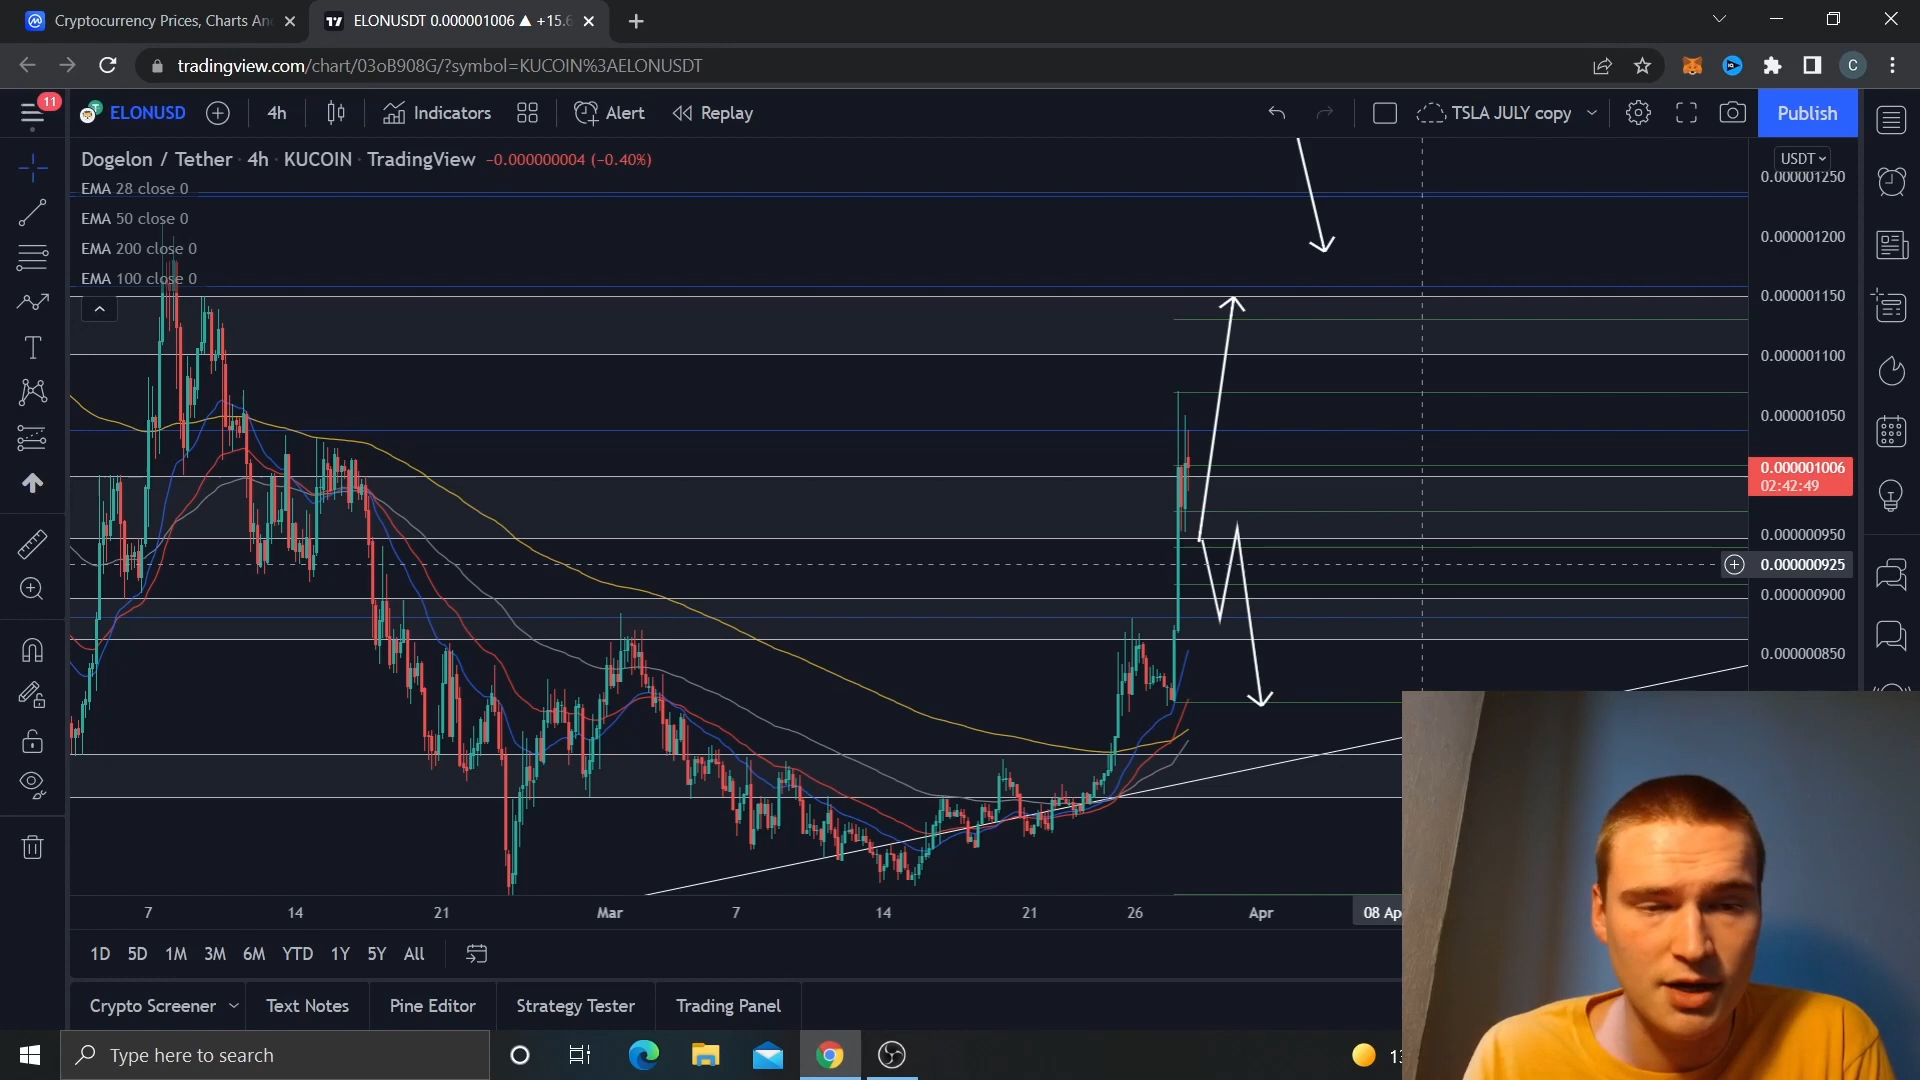 Cryptocurrency Prices, Charts An
ELONUSDT 0.000001006 ▲ +15.6
tradingview.com/chart/03oB908G/?symbol=KUCOIN%3AELONUSDT
C
11
ELONUSD
4h
Indicators
Alert
Replay
TSLA JULY copy
Publish
Dogelon / Tether · 4h · KUCOIN · TradingView −0.000000004 (−0.40%)
USDT
EMA 28 close 0
EMA 50 close 0
EMA 200 close 0
EMA 100 close 0
0.000001250
0.000001200
0.000001150
0.000001100
0.000001050
0.000001006
02:42:49
0.000000950
0.000000925
0.000000900
0.000000850
7
14
21
Mar
7
14
21
26
Apr
08 Ap
1D
5D
1M
3M
6M
YTD
1Y
5Y
All
Crypto Screener
Text Notes
Pine Editor
Strategy Tester
Trading Panel
Type here to search